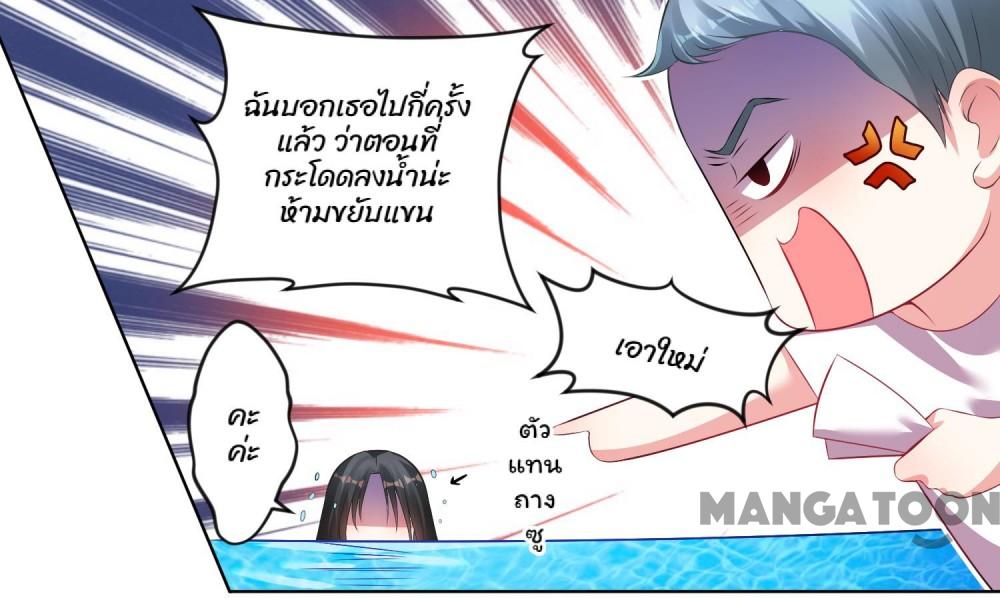 ฉันบอกเธอไปกี่ครั้ง
แล้ว ว่าตอนที่
กระโดดลงน้ำน่ะ
ห้ามขยับแขน
เอาใหม่
คะ
ค่ะ
ตัว
แทน
ถาง
ซู
MANGATOON